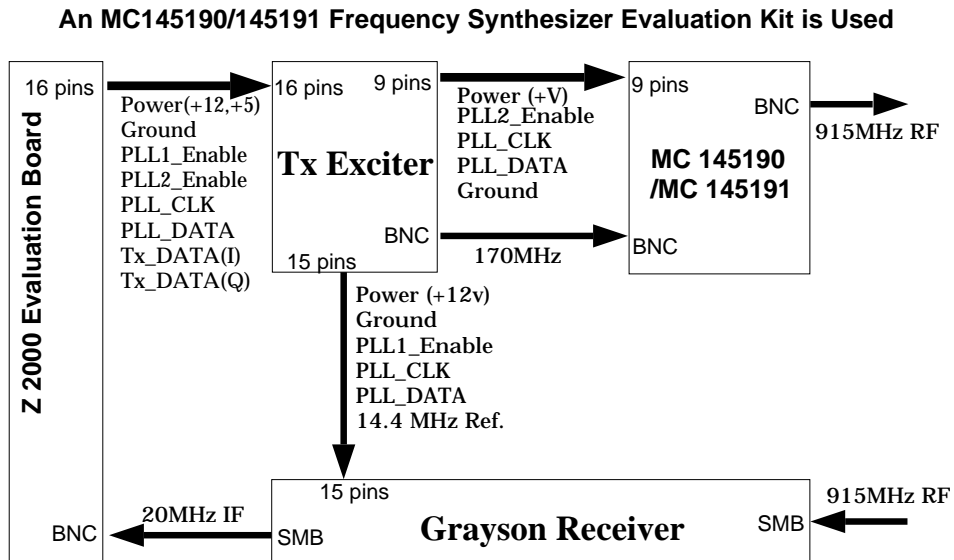 An MC145190/145191 Frequency Synthesizer Evaluation Kit is Used
Z 2000 Evaluation Board
16 pins
Power(+12,+5)
Ground
PLL1_Enable
PLL2_Enable
PLL_CLK
PLL_DATA
Tx_DATA(I)
Tx_DATA(Q)
16 pins
9 pins
Tx Exciter
BNC
15 pins
Power (+V)
PLL2_Enable
PLL_CLK
PLL_DATA
Ground
170MHz
9 pins
BNC
MC 145190
/MC 145191
BNC
915MHz RF
Power (+12v)
Ground
PLL1_Enable
PLL_CLK
PLL_DATA
14.4 MHz Ref.
15 pins
Grayson Receiver
SMB
SMB
915MHz RF
20MHz IF
BNC